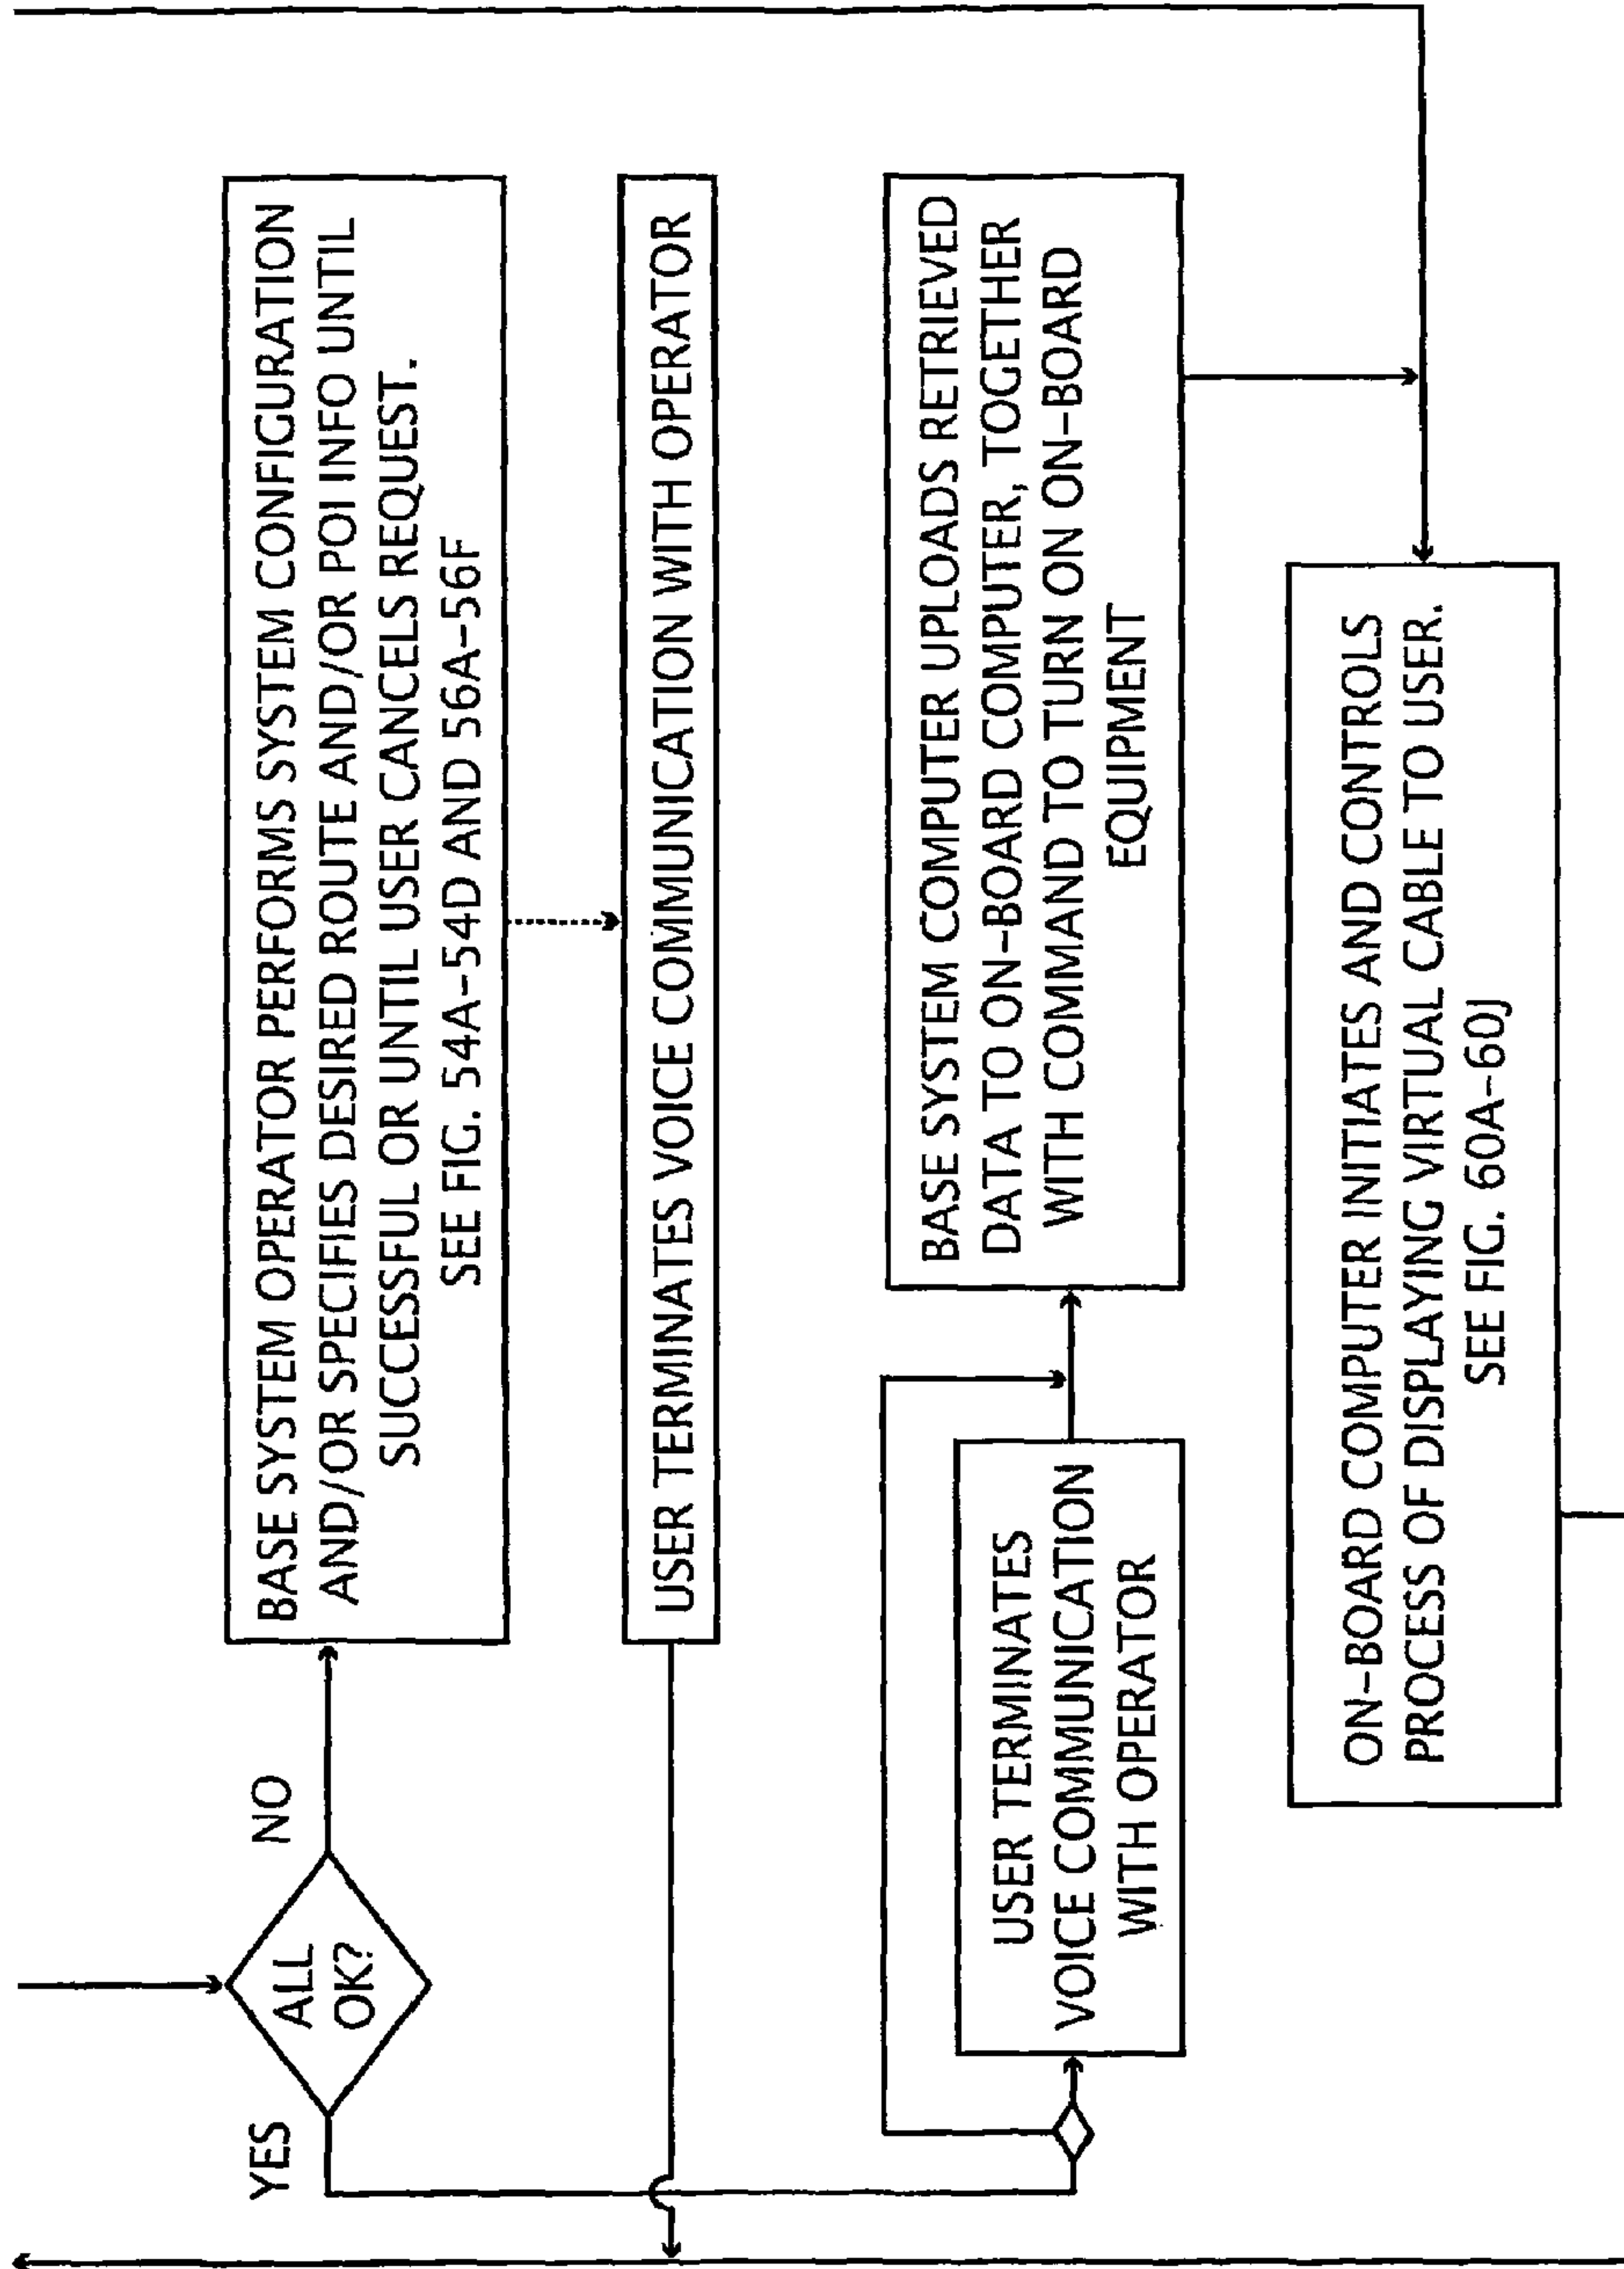 YES
ALL
OK?
NO
BASE SYSTEM OPERATOR PERFORMS SYSTEM CONFIGURATION
AND/OR SPECIFIES DESIRED ROUTE AND/OR POI INFO UNTIL
SUCCESSFUL OR UNTIL USER CANCELS REQUEST.
SEE FIG. 54A-54D AND 56A-56F
USER TERMINATES VOICE COMMUNICATION WITH OPERATOR
USER TERMINATES
VOICE COMMUNICATION
WITH OPERATOR
BASE SYSTEM COMPUTER UPLOADS RETRIEVED
DATA TO ON-BOARD COMPUTER, TOGETHER
WITH COMMAND TO TURN ON ON-BOARD
EQUIPMENT
ON-BOARD COMPUTER INITIATES AND CONTROLS
PROCESS OF DISPLAYING VIRTUAL CABLE TO USER.
SEE FIG. 60A-60J